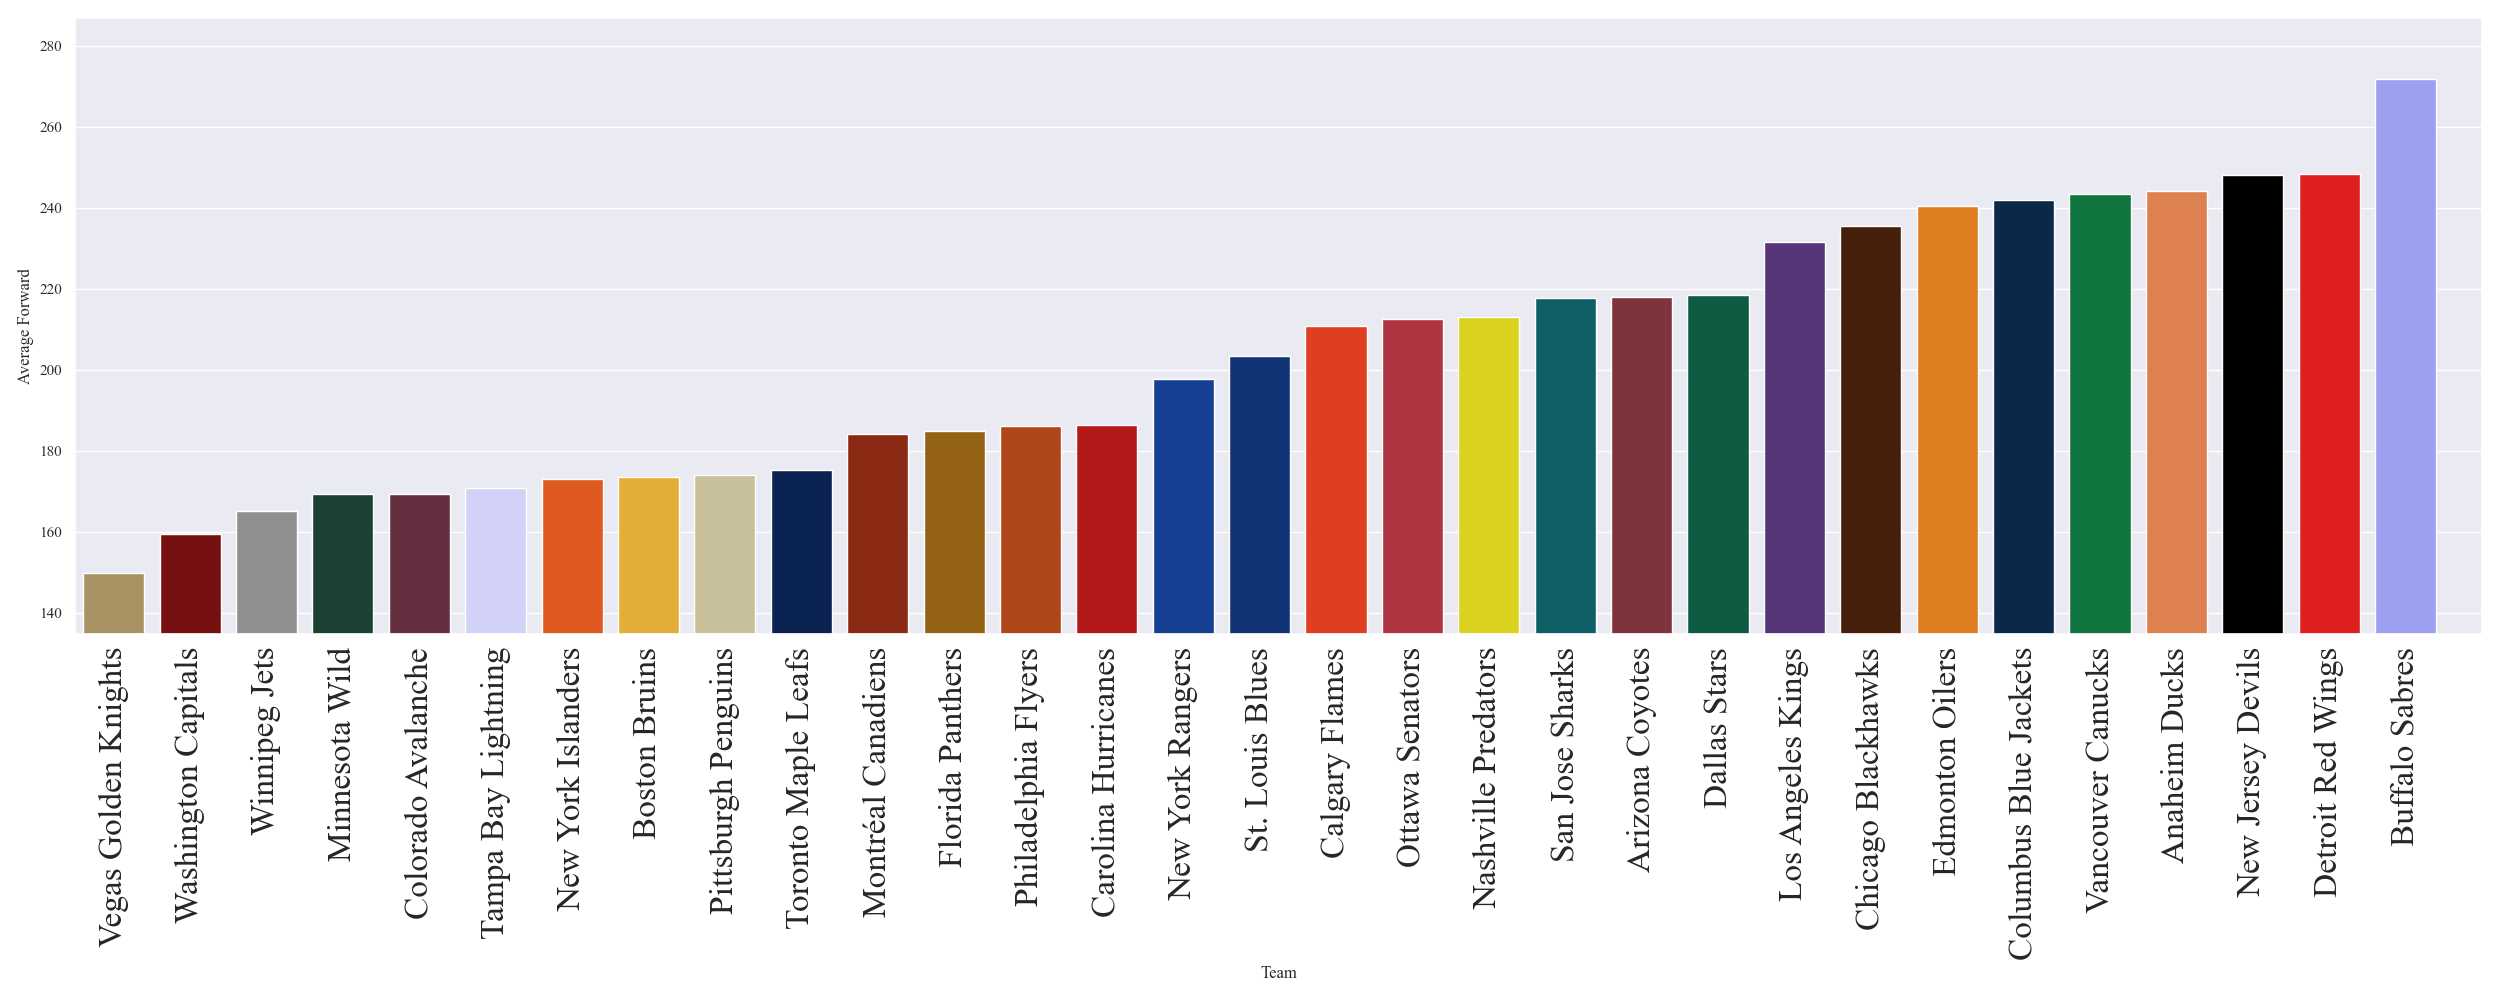 280
260
240
220
200
180
160
140
Average Forward
Vegas Golden Knights
Washington Capitals
Winnipeg Jets
Minnesota Wild
Colorado Avalanche
Tampa Bay Lightning
New York Islanders
Boston Bruins
Pittsburgh Penguins
Toronto Maple Leafs
Montréal Canadiens
Florida Panthers
Philadelphia Flyers
Carolina Hurricanes
New York Rangers
St. Louis Blues
Calgary Flames
Ottawa Senators
Nashville Predators
San Jose Sharks
Arizona Coyotes
Dallas Stars
Los Angeles Kings
Chicago Blackhawks
Edmonton Oilers
Columbus Blue Jackets
Vancouver Canucks
Anaheim Ducks
New Jersey Devils
Detroit Red Wings
Buffalo Sabres
Team